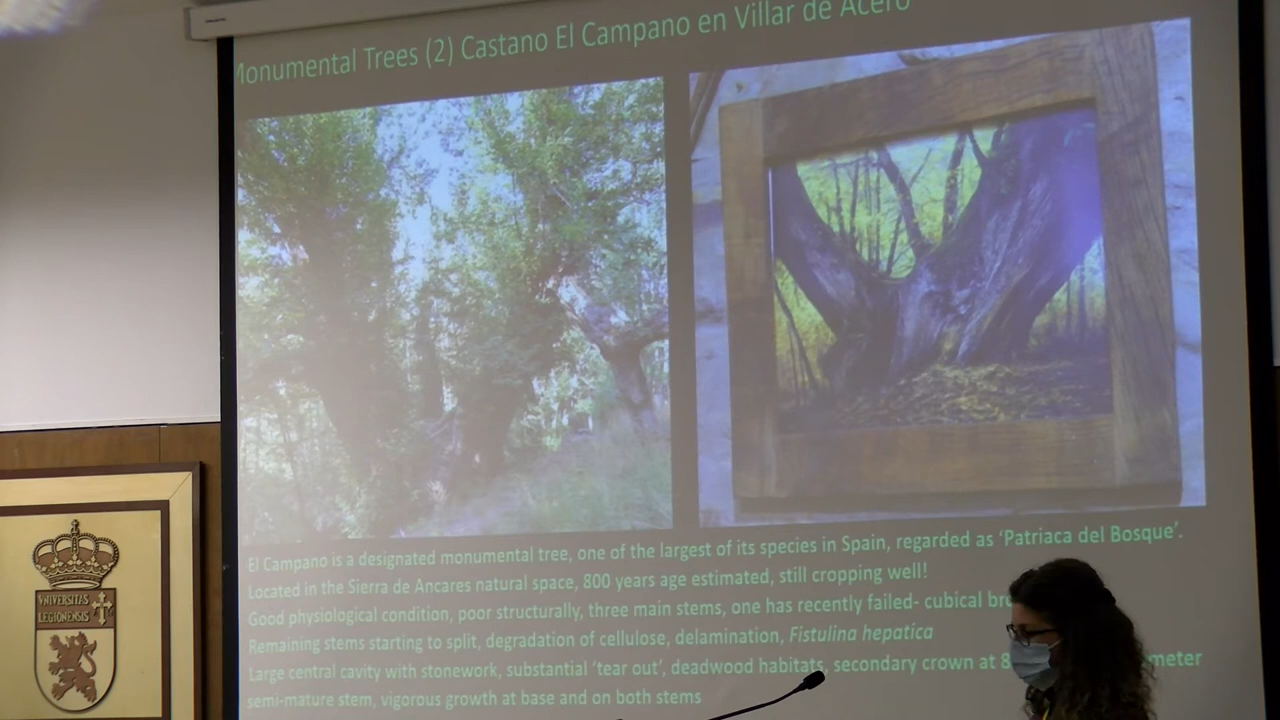 Monumental Trees (2) Castano El Campano en Villar de Acero
El Campano is a designated monumental tree, one of the largest of its species in Spain, regarded as ‘Patriaca del Bosque’.
Located in the Sierra de Ancares natural space, 800 years age estimated, still cropping well!
Good physiological condition, poor structurally, three main stems, one has recently failed- cubical
Remaining stems starting to split, degradation of cellulose, delamination, Fistulina hepatica
Large central cavity with stonework, substantial ‘tear out’, deadwood habitats, secondary crown at meter
semi-mature stem, vigorous growth at base and on both stems
VNIVERSITAS
LEGIONENSIS